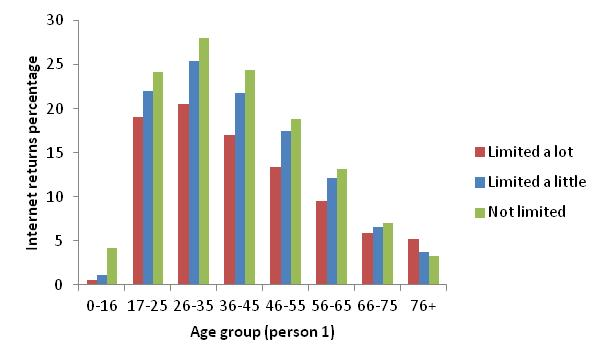 30
25
20
15
10
5
0
Internet returns percentage
0-16 17-25 26-35 36-45 46-55 56-65 66-75 76+
Age group (person 1)
Limited a lot
Limited a little
Not limited